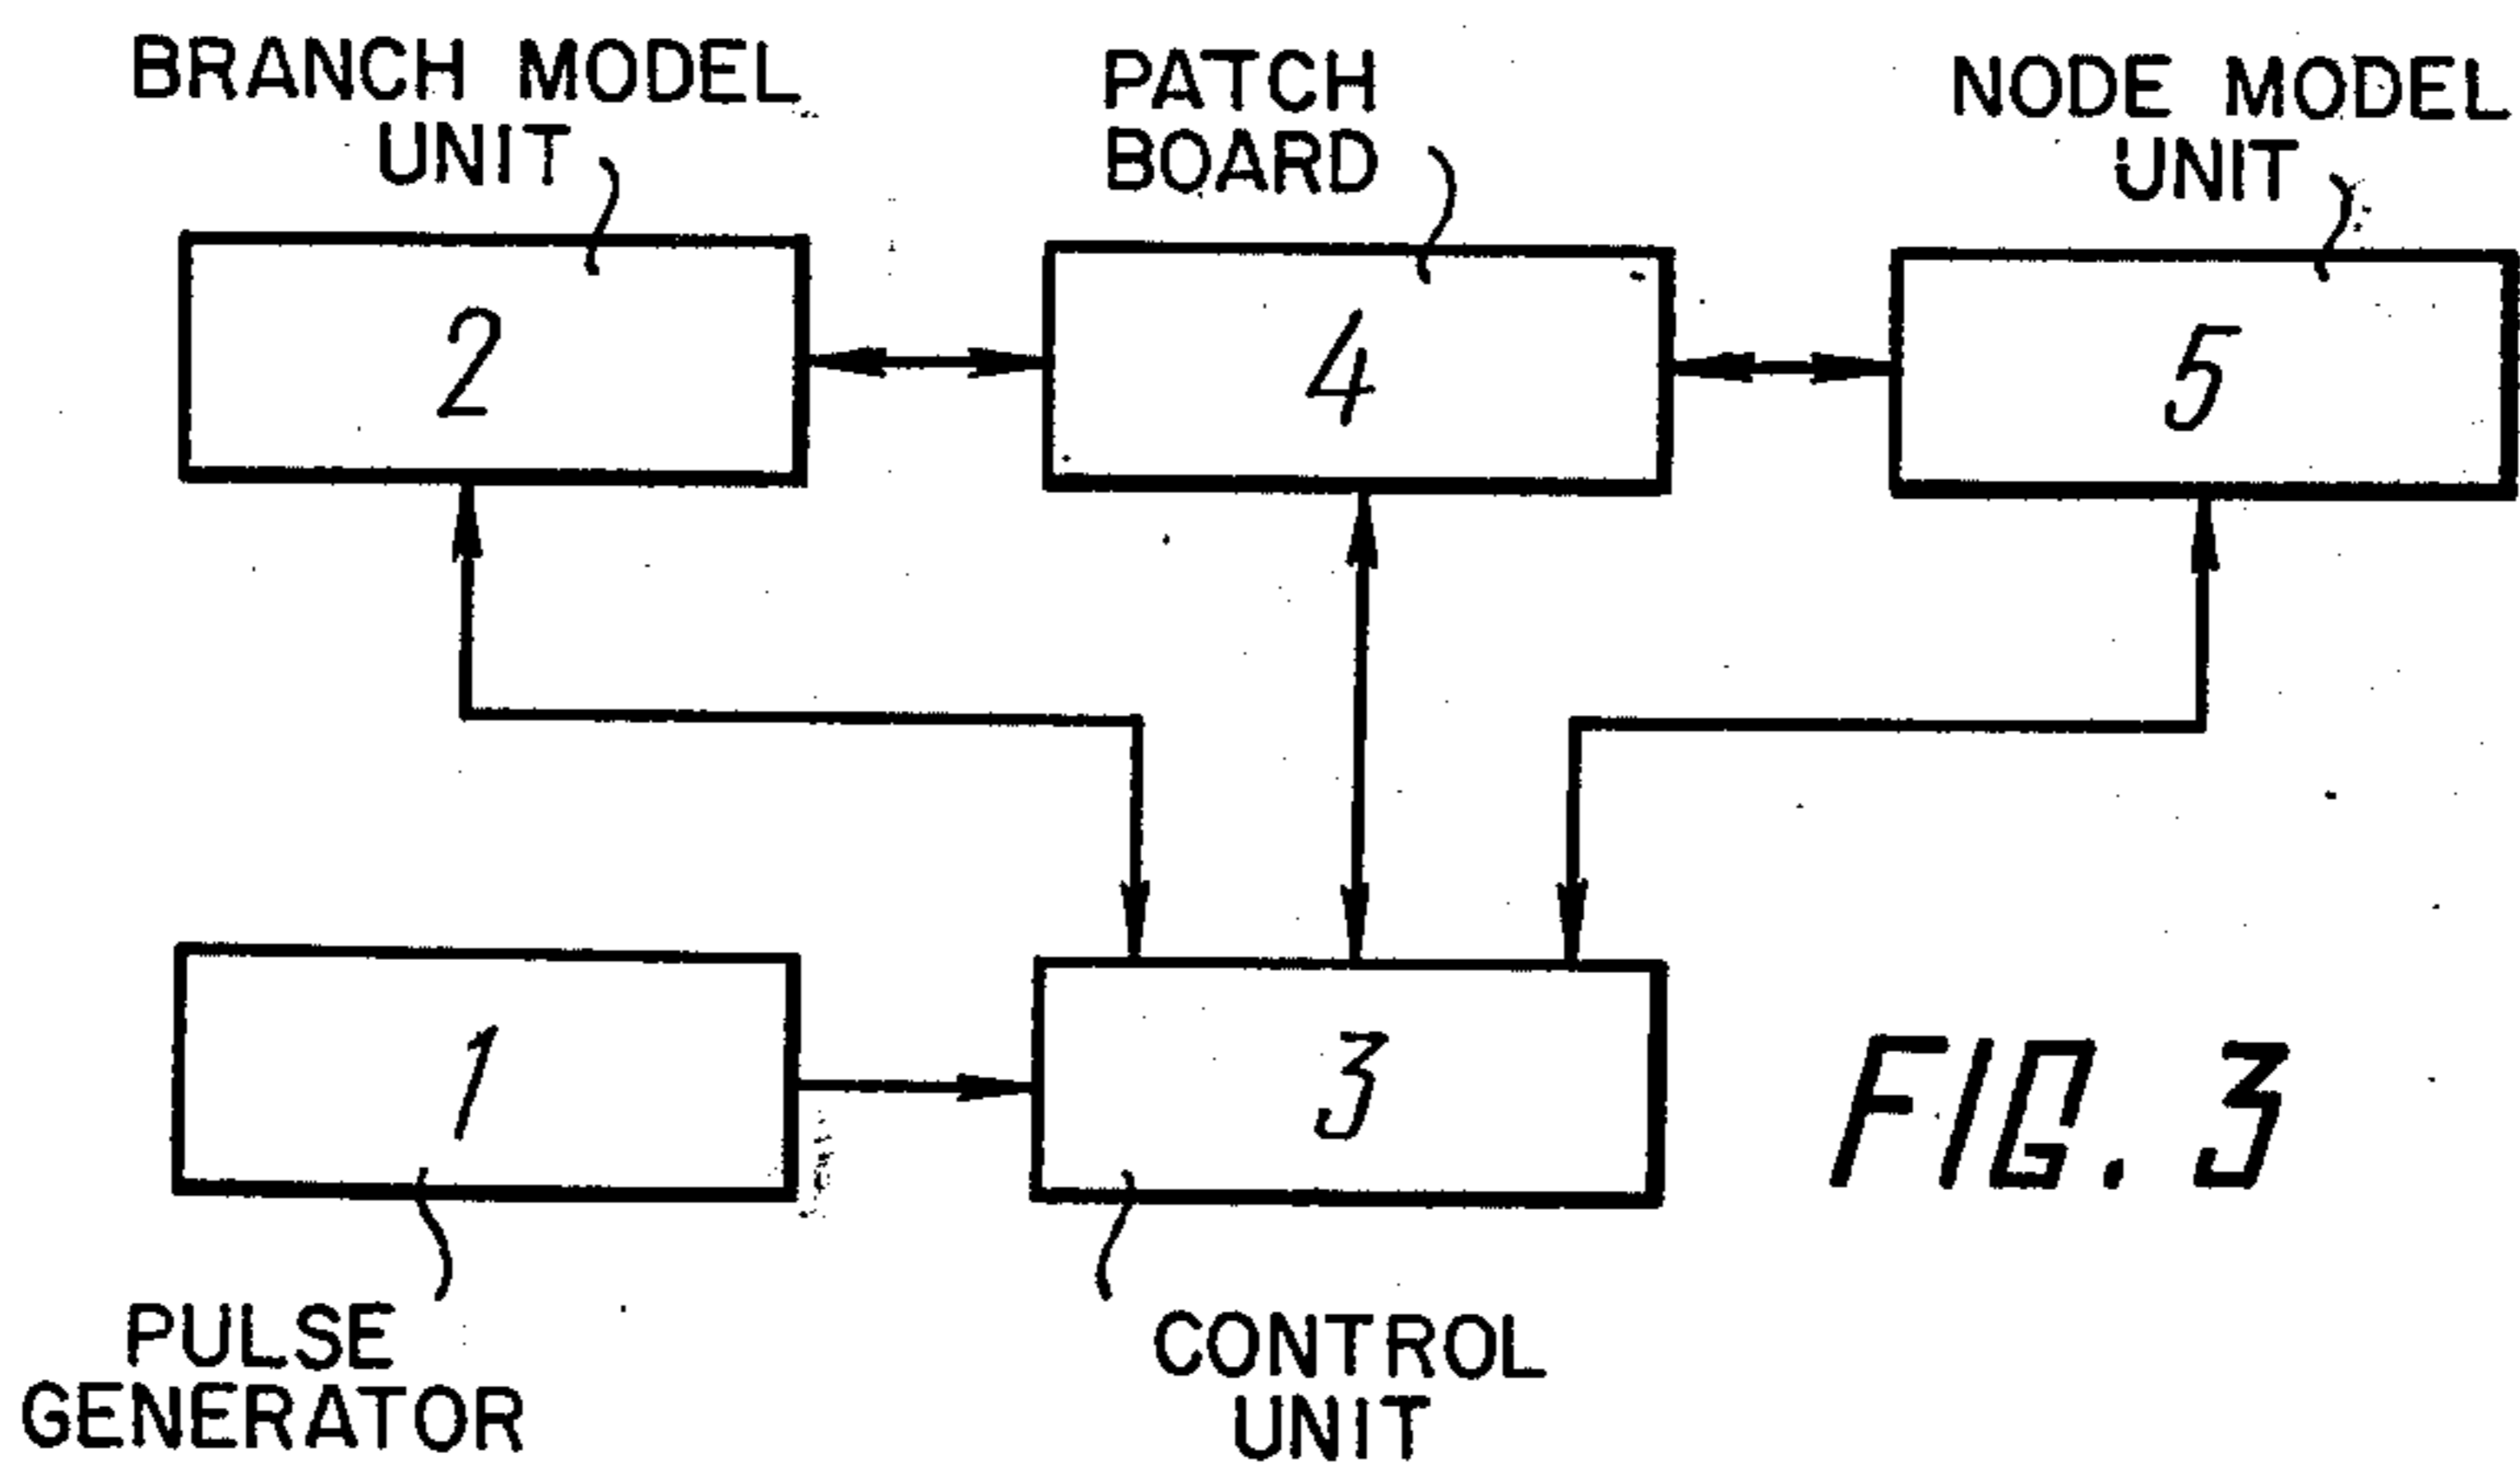 BRANCH MODEL
UNIT
PATCH
BOARD
NODE MODEL
UNIT
2
4
5
1
3
FIG. 3
PULSE
GENERATOR
CONTROL
UNIT